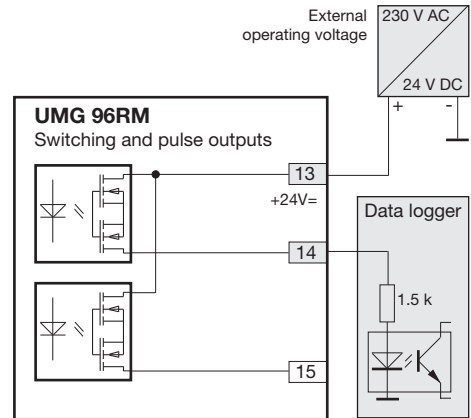 External
operating voltage
230 V AC
24 V DC
+ -
UMG 96RM
Switching and pulse outputs
13
+24V=
Data logger
14
1.5 k
15